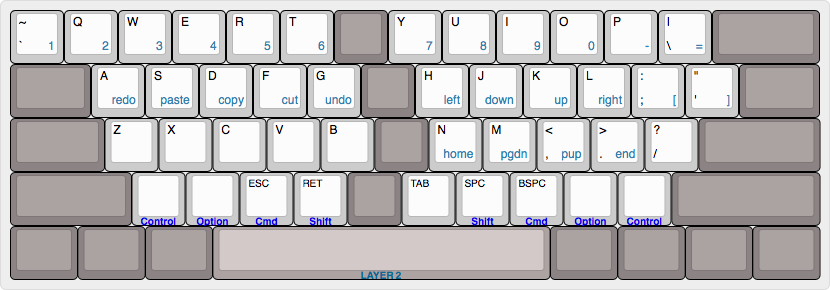 ~ Q W E R T Y U I O P |
` 1 2 3 4 5 6 7 8 9 0 - \ =
A S D F G H J K L : "
redo paste copy cut undo left down up right ; [ ' ]
Z X C V B N M < > ?
home pgdn , pup . end /
ESC RET TAB SPC BSPC
Control Option Cmd Shift Shift Cmd Option Control
LAYER 2